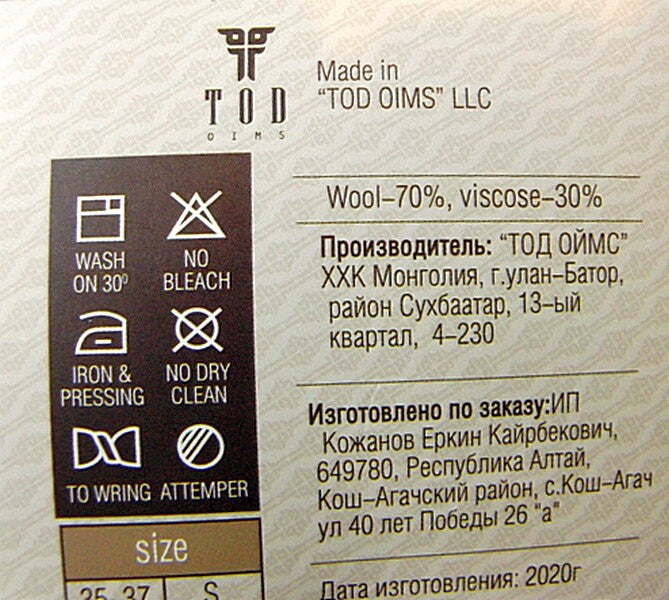 TOD
OIMS
Made in
"TOD OIMS" LLC
WASH
ON 30⁰
NO
BLEACH
IRON &
PRESSING
NO DRY
CLEAN
TO WRING
ATTEMPER
size
35-37
S
Wool–70%, viscose–30%
Производитель: "ТОД ОЙМС"
ХХК Монголия, г.улан–Батор,
район Сухбаатар, 13–ый
квартал, 4–230
Изготовлено по заказу:ИП
Кожанов Еркин Кайрбекович,
649780, Республика Алтай,
Кош–Агачский район, с.Кош–Агач
ул 40 лет Победы 26 "а"
Дата изготовления: 2020г